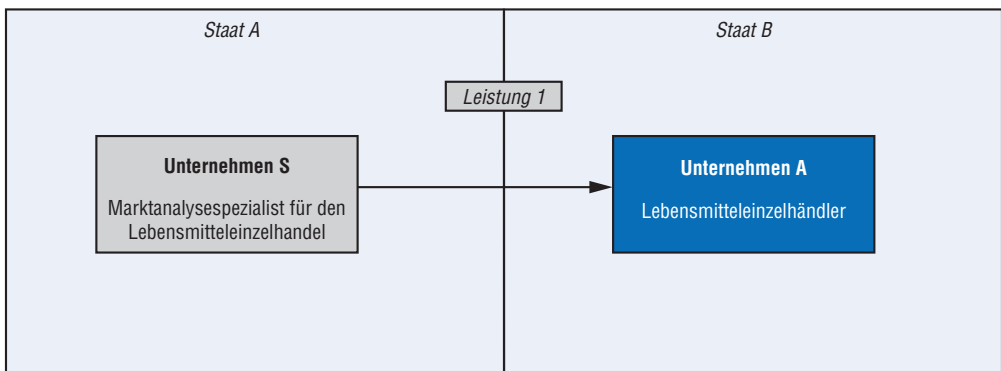 Staat A
Staat B
Leistung 1
Unternehmen S
Marktanalysespezialist für den
Lebensmitteleinzelhandel
Unternehmen A
Lebensmitteleinzelhändler